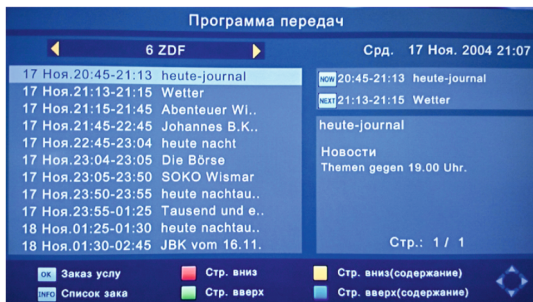 Программа передач
6 ZDF
Срд. 17 Ноя. 2004 21:07
17 Ноя.20:45-21:13 heute-journal
17 Ноя.21:13-21:15 Wetter
17 Ноя.21:15-21:45 Abenteuer Wi..
17 Ноя.21:45-22:45 Johannes B.K..
17 Ноя.22:45-23:04 heute nacht
17 Ноя.23:04-23:05 Die Börse
17 Ноя.23:05-23:50 SOKO Wismar
17 Ноя.23:50-23:55 heute nachtau..
17 Ноя.23:55-01:25 Tausend und e..
18 Ноя.01:25-01:30 heute nachtau..
18 Ноя.01:30-02:45 JBK vom 16.11.
NOW 20:45-21:13 heute-journal
NEXT 21:13-21:15 Wetter
heute-journal
Новости
Themen gegen 19.00 Uhr.
Стр.: 1 / 1
OK Заказ услу
Стр. вниз
Стр. вниз(содержание)
INFO Список зака
Стр. вверх
Стр. вверх(содержание)